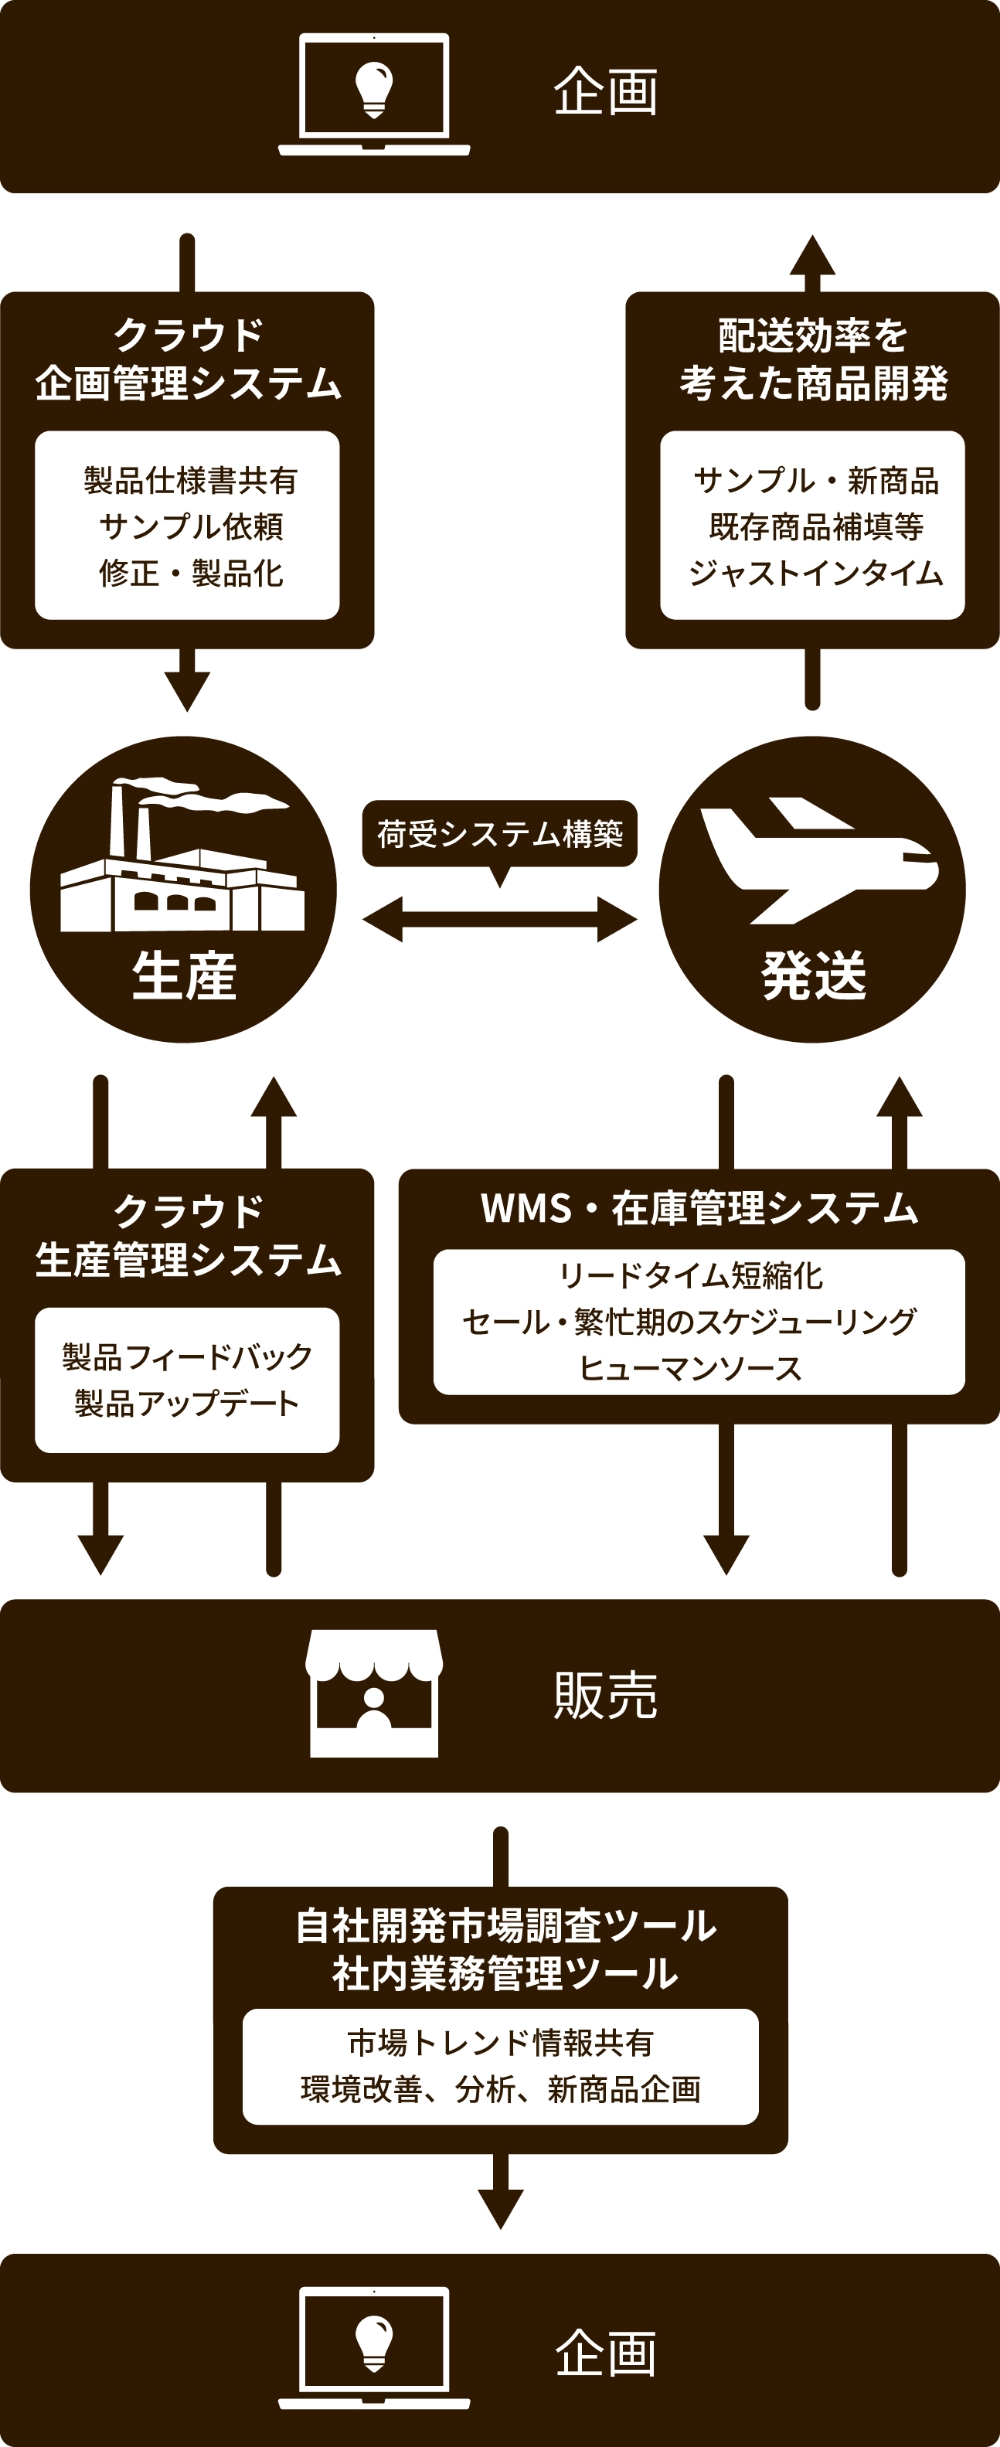 企画
クラウド
企画管理システム
製品仕様書共有
サンプル依頼
修正・製品化
配送効率を
考えた商品開発
サンプル・新商品
既存商品補填等
ジャストインタイム
荷受システム構築
生産
発送
クラウド
生産管理システム
製品フィードバック
製品アップデート
WMS・在庫管理システム
リードタイム短縮化
セール・繁忙期のスケジューリング
ヒューマンソース
販売
自社開発市場調査ツール
社内業務管理ツール
市場トレンド情報共有
環境改善、分析、新商品企画
企画